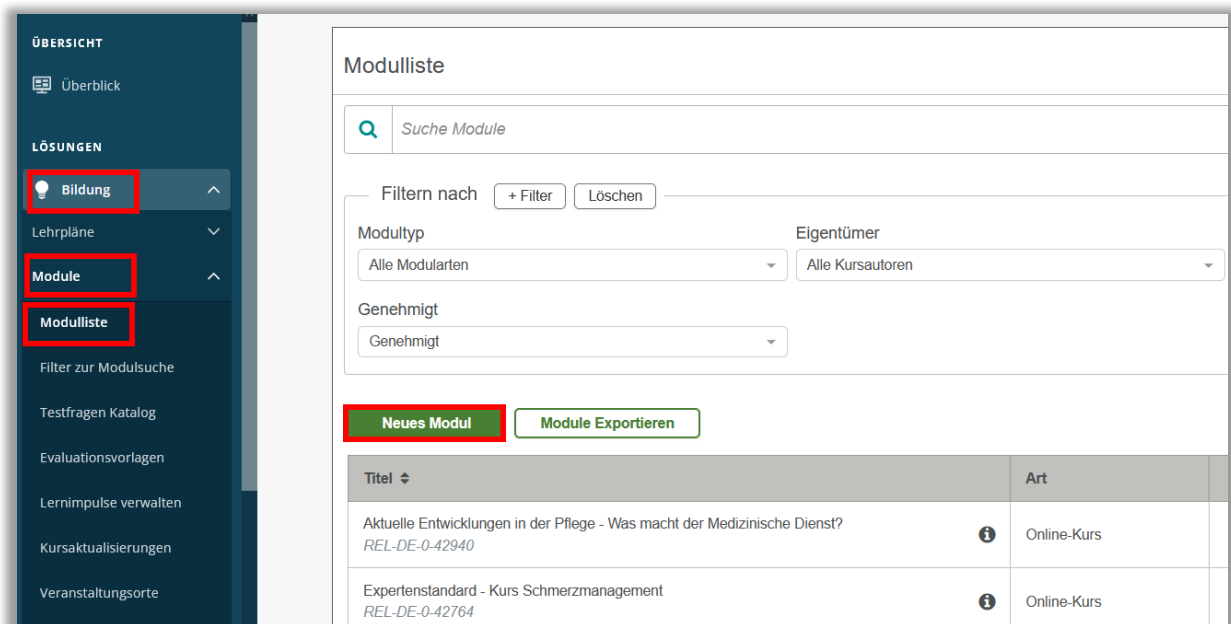 ÜBERSICHT
Überblick
LÖSUNGEN
Bildung
Lehrpläne
Module
Modulliste
Filter zur Modulsuche
Testfragen Katalog
Evaluationsvorlagen
Lernimpulse verwalten
Kursaktualisierungen
Veranstaltungsorte
Modulliste
Suche Module
Filtern nach + Filter Löschen
Modultyp Eigentümer
Alle Modularten Alle Kursautoren
Genehmigt
Genehmigt
Neues Modul Module Exportieren
Titel Art
Aktuelle Entwicklungen in der Pflege - Was macht der Medizinische Dienst? Online-Kurs
REL-DE-0-42940
Expertenstandard - Kurs Schmerzmanagement Online-Kurs
REL-DE-0-42764